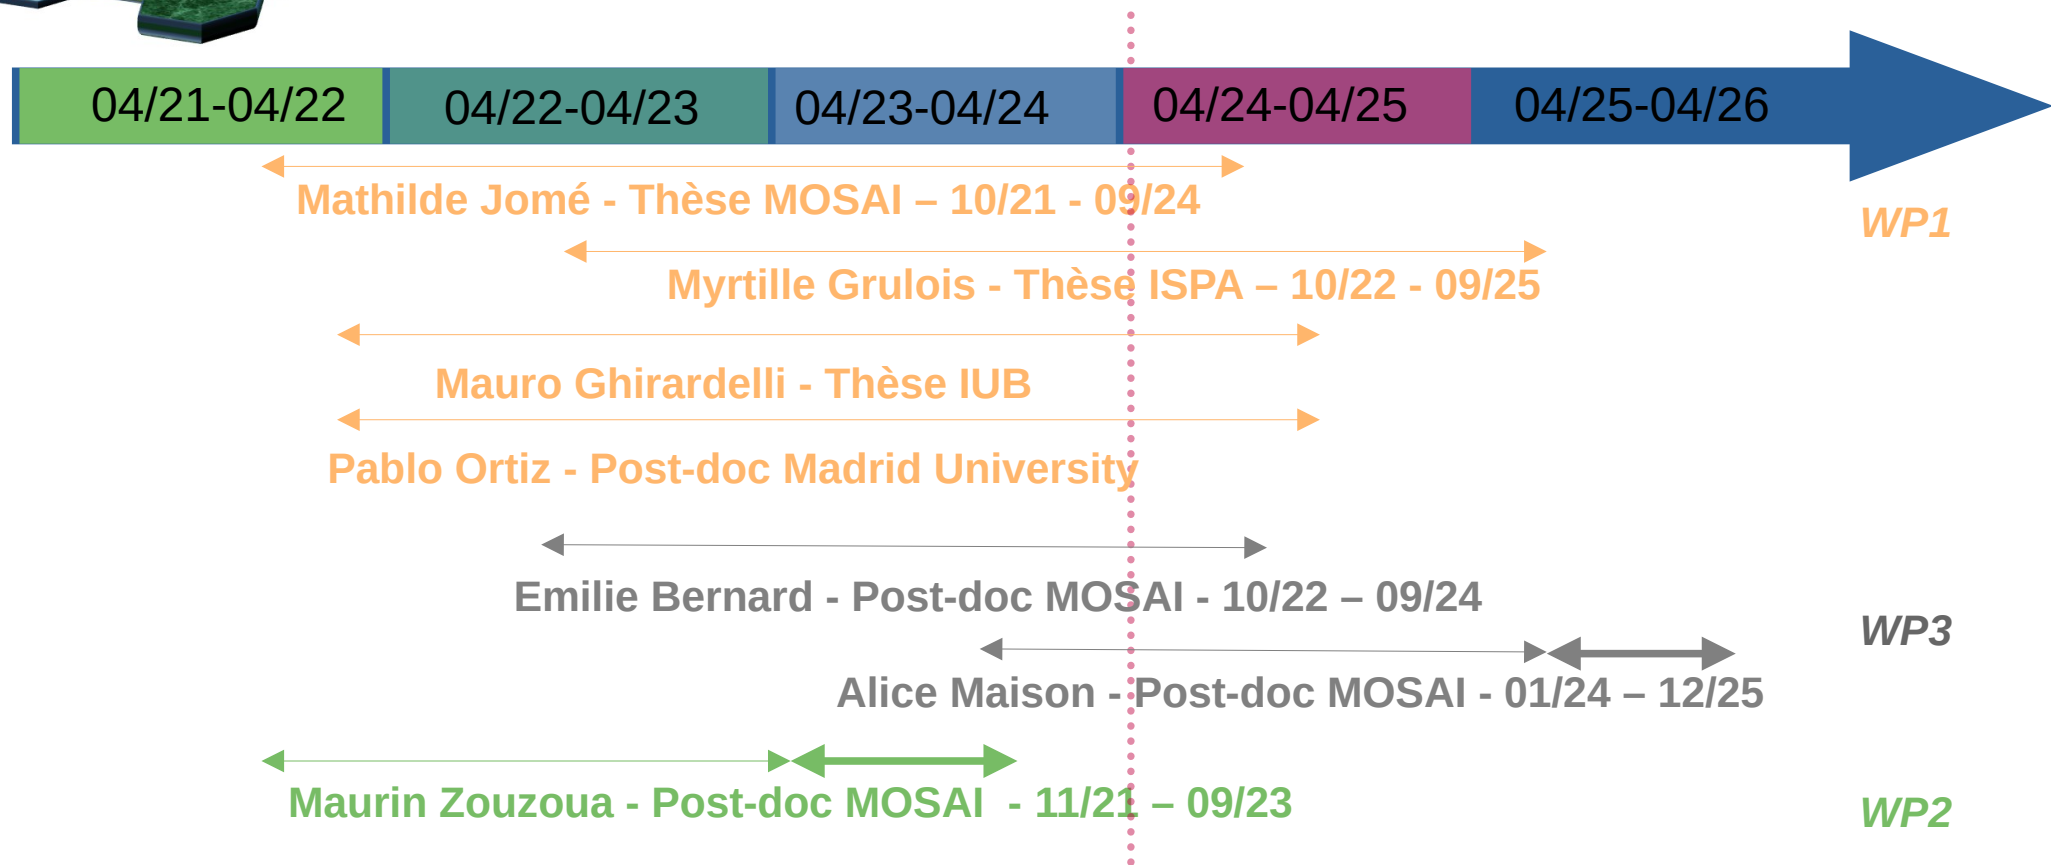 04/21-04/22 04/22-04/23 04/23-04/24 04/24-04/25 04/25-04/26
Mathilde Jomé - Thèse MOSAI – 10/21 - 09/24
WP1
Myrtille Grulois - Thèse ISPA – 10/22 - 09/25
Mauro Ghirardelli - Thèse IUB
Pablo Ortiz - Post-doc Madrid University
Emilie Bernard - Post-doc MOSAI - 10/22 – 09/24
WP3
Alice Maison - Post-doc MOSAI - 01/24 – 12/25
Maurin Zouzoua - Post-doc MOSAI  - 11/21 – 09/23
WP2